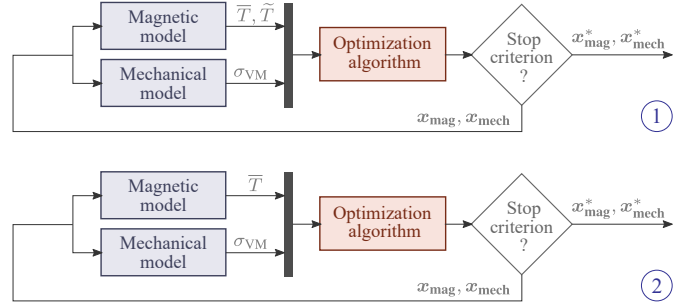 Magnetic
model
T̅, T̃
Mechanical
model
σVM
Optimization
algorithm
Stop
criterion
?
x*mag, x*mech
xmag, xmech
1
Magnetic
model
T̅
Mechanical
model
σVM
Optimization
algorithm
Stop
criterion
?
x*mag, x*mech
xmag, xmech
2